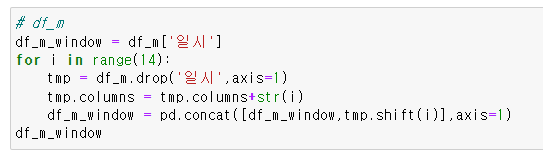 # df_m
df_m_window = df_m['일시']
for i in range(14):
    tmp = df_m.drop('일시',axis=1)
    tmp.columns = tmp.columns+str(i)
    df_m_window = pd.concat([df_m_window,tmp.shift(i)],axis=1)
df_m_window